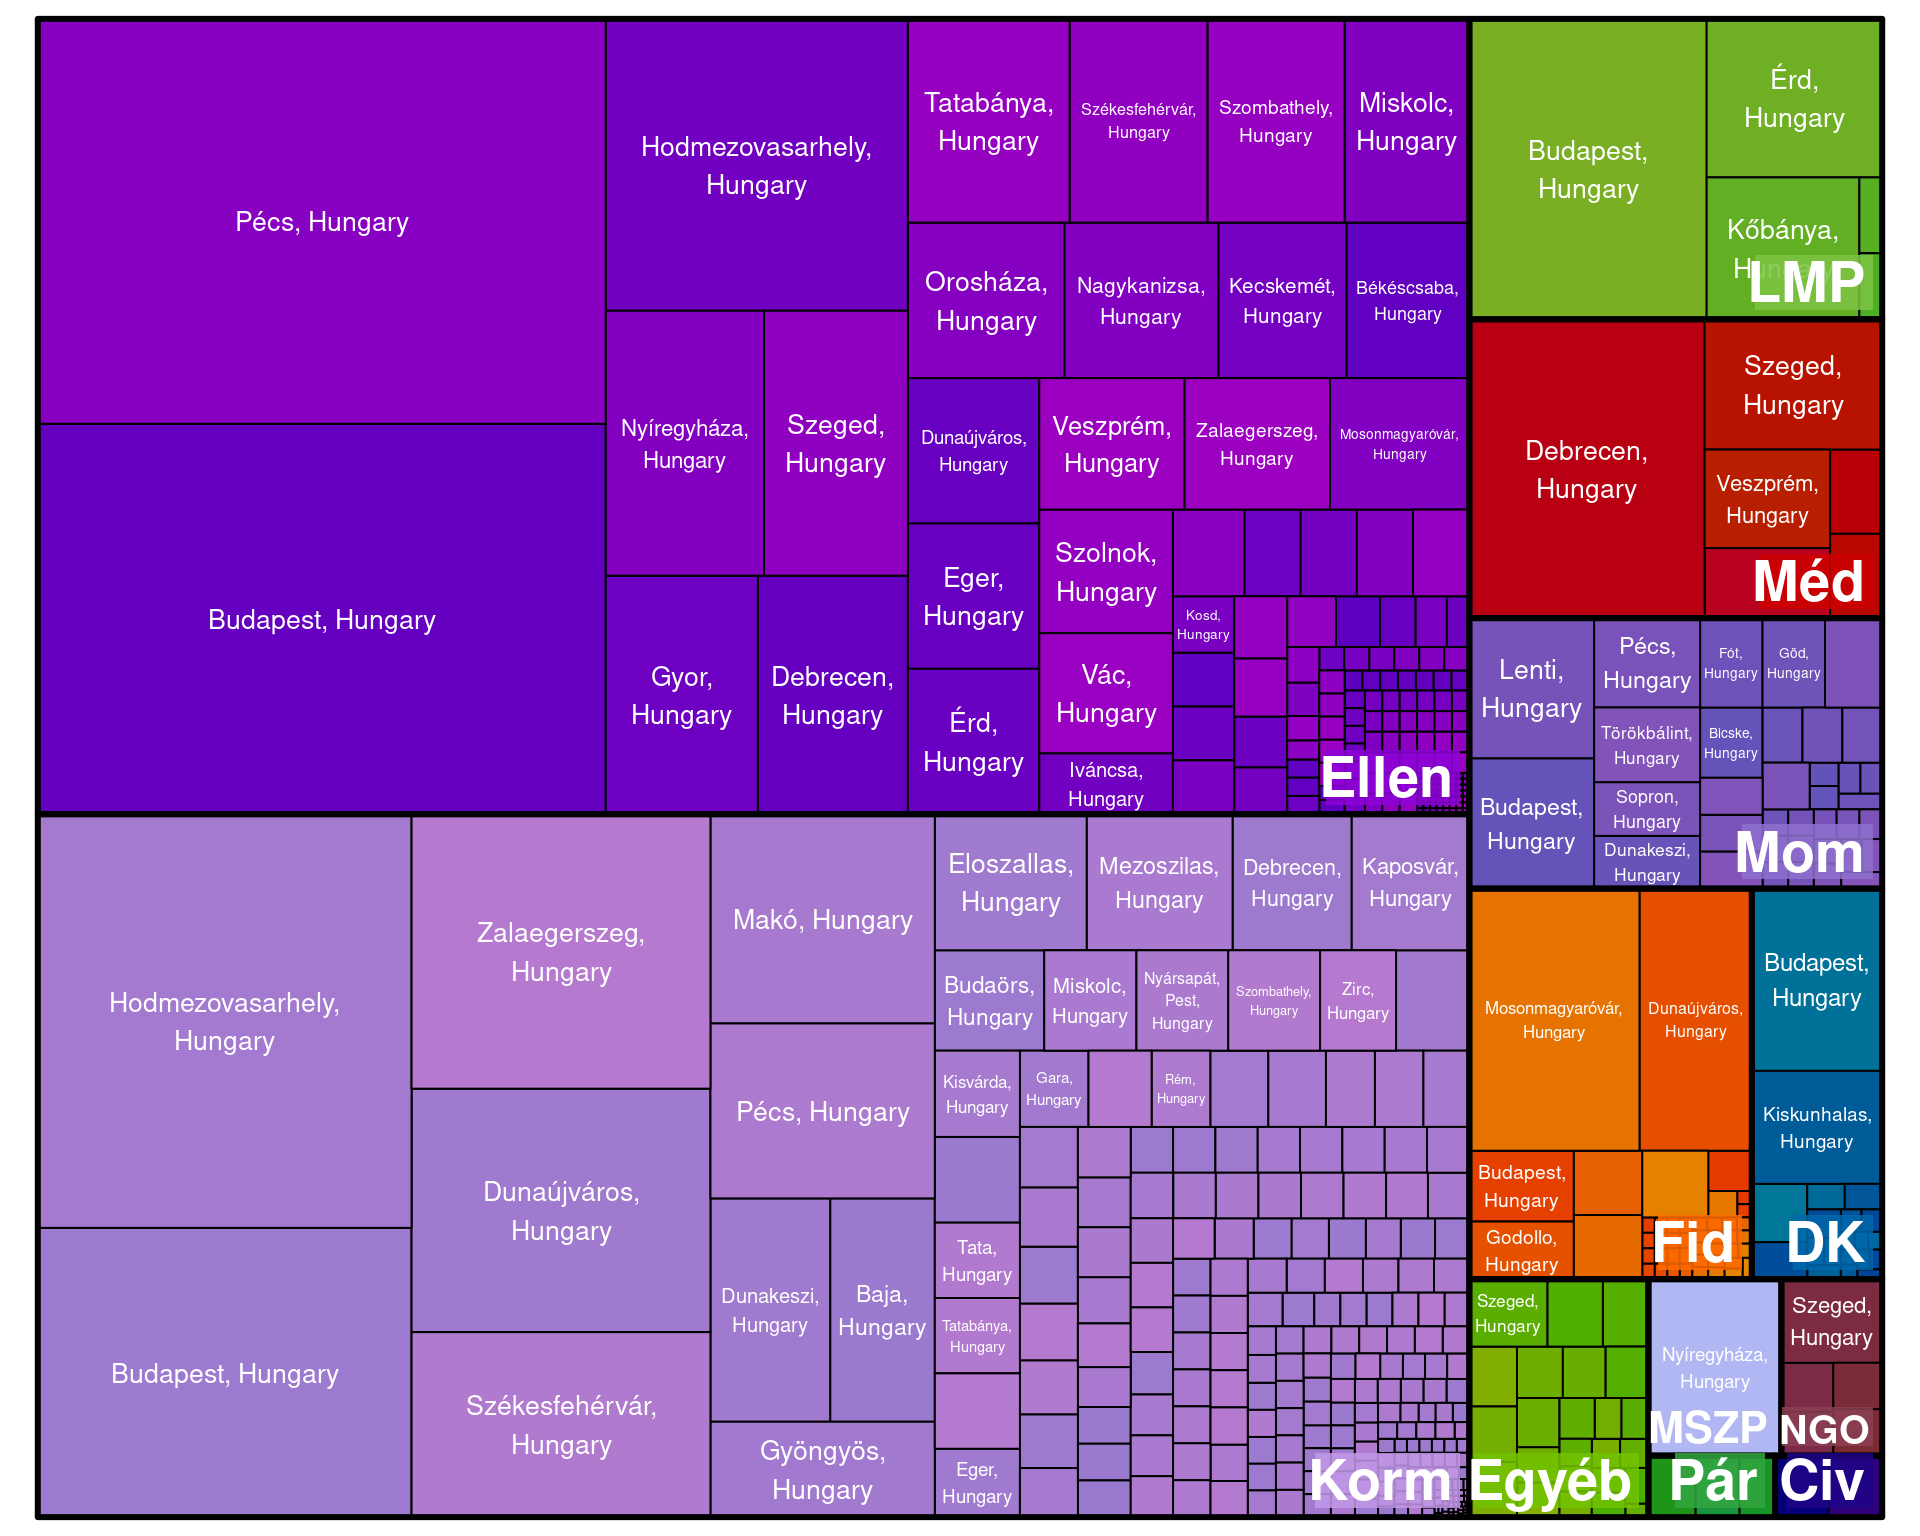 Pécs, Hungary
Budapest, Hungary
Hodmezovasarhely,
Hungary
Nyíregyháza,
Hungary
Szeged,
Hungary
Gyor,
Hungary
Debrecen,
Hungary
Tatabánya,
Hungary
Székesfehérvár,
Hungary
Szombathely,
Hungary
Miskolc,
Hungary
Orosháza,
Hungary
Nagykanizsa,
Hungary
Kecskemét,
Hungary
Békéscsaba,
Hungary
Dunaújváros,
Hungary
Veszprém,
Hungary
Zalaegerszeg,
Hungary
Mosonmagyaróvár,
Hungary
Eger,
Hungary
Szolnok,
Hungary
Kosd,
Hungary
Érd,
Hungary
Vác,
Hungary
Iváncsa,
Hungary
Ellen
Hodmezovasarhely,
Hungary
Budapest, Hungary
Zalaegerszeg,
Hungary
Dunaújváros,
Hungary
Székesfehérvár,
Hungary
Makó, Hungary
Pécs, Hungary
Dunakeszi,
Hungary
Baja,
Hungary
Gyöngyös,
Hungary
Eloszallas,
Hungary
Mezoszilas,
Hungary
Debrecen,
Hungary
Kaposvár,
Hungary
Budaörs,
Hungary
Miskolc,
Hungary
Nyársapát,
Pest,
Hungary
Szombathely,
Hungary
Zirc,
Hungary
Kisvárda,
Hungary
Gara,
Hungary
Rém,
Hungary
Tata,
Hungary
Tatabánya,
Hungary
Eger,
Hungary
Korm
Budapest,
Hungary
Érd,
Hungary
Kőbánya,
LMP
Debrecen,
Hungary
Szeged,
Hungary
Veszprém,
Hungary
Méd
Lenti,
Hungary
Budapest,
Hungary
Pécs,
Hungary
Törökbálint,
Hungary
Sopron,
Hungary
Dunakeszi,
Hungary
Fót,
Hungary
Göd,
Hungary
Bicske,
Hungary
Mom
Mosonmagyaróvár,
Hungary
Dunaújváros,
Hungary
Budapest,
Hungary
Godollo,
Hungary
Fid
Budapest,
Hungary
Kiskunhalas,
Hungary
DK
Szeged,
Hungary
Egyéb
Nyíregyháza,
Hungary
MSZP
Szeged,
Hungary
NGO
Pár
Civ